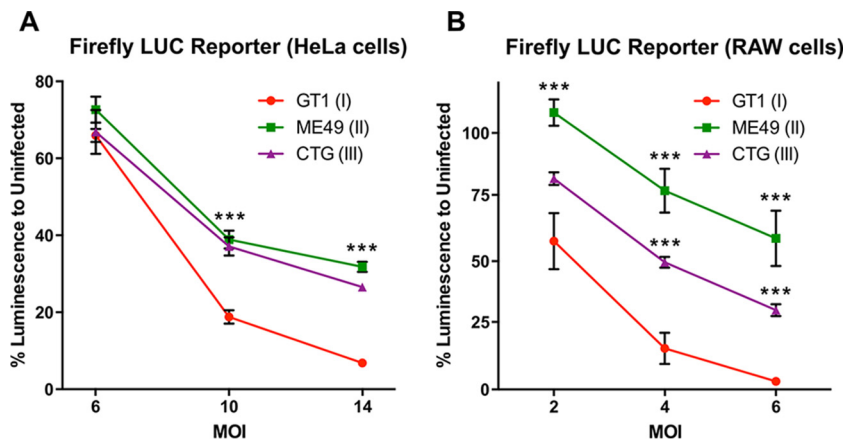 A
Firefly LUC Reporter (HeLa cells)
% Luminescence to Uninfected
80
60
40
20
0
GT1 (I)
ME49 (II)
CTG (III)
***
***
6
10
14
MOI
B
Firefly LUC Reporter (RAW cells)
% Luminescence to Uninfected
100
75
50
25
0
***
GT1 (I)
ME49 (II)
CTG (III)
***
***
***
***
2
4
6
MOI